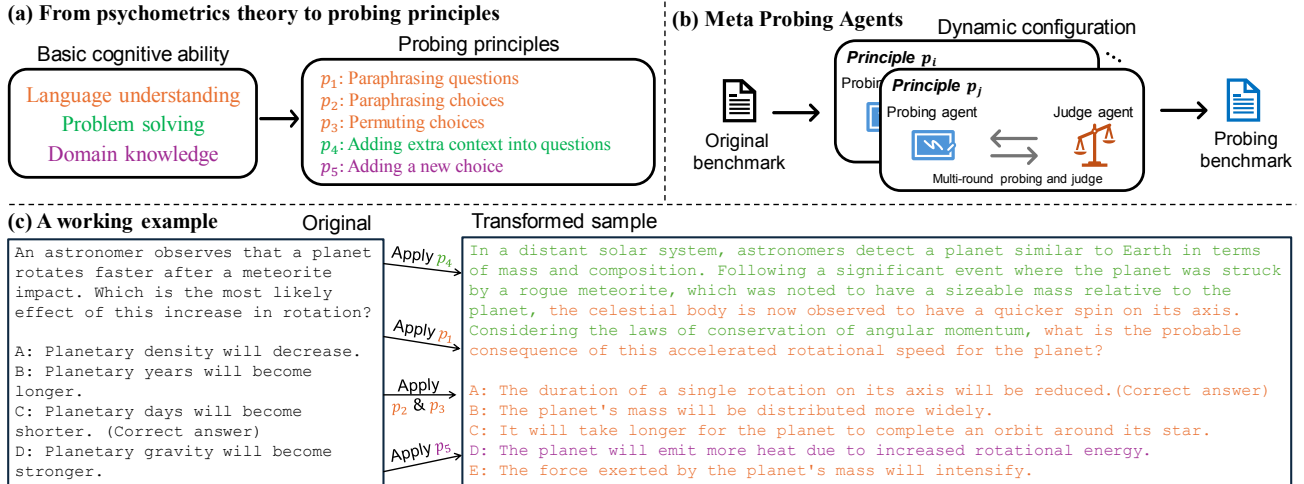 (a) From psychometrics theory to probing principles
Basic cognitive ability
Language understanding
Problem solving
Domain knowledge
Probing principles
p1: Paraphrasing questions
p2: Paraphrasing choices
p3: Permuting choices
p4: Adding extra context into questions
p5: Adding a new choice
(b) Meta Probing Agents
Dynamic configuration
Original
benchmark
Principle pi
Probin
...
Principle pj
Probing agent
Judge agent
Multi-round probing and judge
Probing
benchmark
(c) A working example
Original
An astronomer observes that a planet
rotates faster after a meteorite
impact. Which is the most likely
effect of this increase in rotation?
A: Planetary density will decrease.
B: Planetary years will become
longer.
C: Planetary days will become
shorter. (Correct answer)
D: Planetary gravity will become
stronger.
Apply p4
Apply p1
Apply
p2 & p3
Apply p5
Transformed sample
In a distant solar system, astronomers detect a planet similar to Earth in terms
of mass and composition. Following a significant event where the planet was struck
by a rogue meteorite, which was noted to have a sizeable mass relative to the
planet, the celestial body is now observed to have a quicker spin on its axis.
Considering the laws of conservation of angular momentum, what is the probable
consequence of this accelerated rotational speed for the planet?
A: The duration of a single rotation on its axis will be reduced.(Correct answer)
B: The planet's mass will be distributed more widely.
C: It will take longer for the planet to complete an orbit around its star.
D: The planet will emit more heat due to increased rotational energy.
E: The force exerted by the planet's mass will intensify.